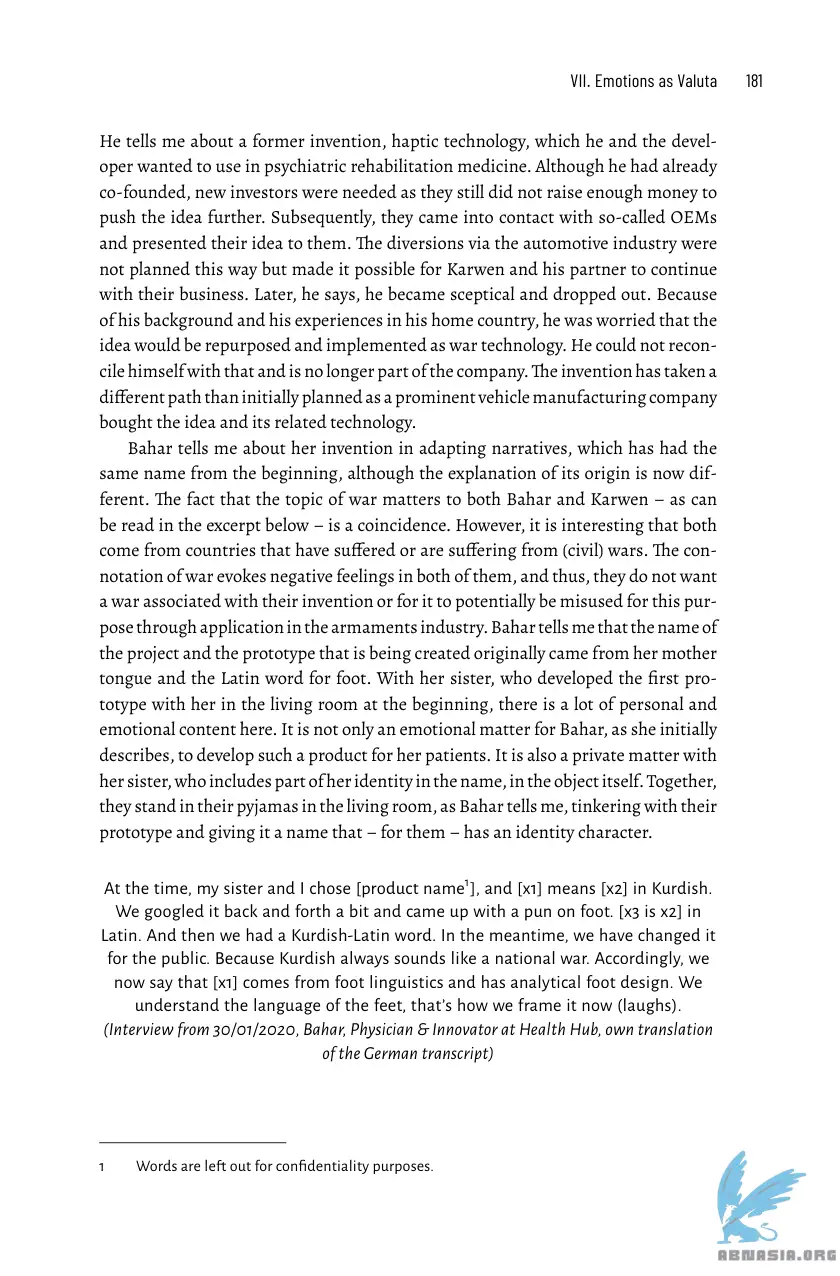 VII. Emotions as Valuta 181
He tells me about a former invention, haptic technology, which he and the devel-
oper wanted to use in psychiatric rehabilitation medicine. Although he had already
co-founded, new investors were needed as they still did not raise enough money to
push the idea further. Subsequently, they came into contact with so-called OEMs
and presented their idea to them. The diversions via the automotive industry were
not planned this way but made it possible for Karwen and his partner to continue
with their business. Later, he says, he became sceptical and dropped out. Because
of his background and his experiences in his home country, he was worried that the
idea would be repurposed and implemented as war technology. He could not recon-
cile himself with that and is no longer part of the company. The invention has taken a
different path than initially planned as a prominent vehicle manufacturing company
bought the idea and its related technology.
Bahar tells me about her invention in adapting narratives, which has had the
same name from the beginning, although the explanation of its origin is now dif-
ferent. The fact that the topic of war matters to both Bahar and Karwen – as can
be read in the excerpt below – is a coincidence. However, it is interesting that both
come from countries that have suffered or are suffering from (civil) wars. The con-
notation of war evokes negative feelings in both of them, and thus, they do not want
a war associated with their invention or for it to potentially be misused for this pur-
pose through application in the armaments industry. Bahar tells me that the name of
the project and the prototype that is being created originally came from her mother
tongue and the Latin word for foot. With her sister, who developed the first pro-
totype with her in the living room at the beginning, there is a lot of personal and
emotional content here. It is not only an emotional matter for Bahar, as she initially
describes, to develop such a product for her patients. It is also a private matter with
her sister, who includes part of her identity in the name, in the object itself. Together,
they stand in their pyjamas in the living room, as Bahar tells me, tinkering with their
prototype and giving it a name that – for them – has an identity character.
At the time, my sister and I chose [product name1], and [x1] means [x2] in Kurdish.
We googled it back and forth a bit and came up with a pun on foot. [x3 is x2] in
Latin. And then we had a Kurdish-Latin word. In the meantime, we have changed it
for the public. Because Kurdish always sounds like a national war. Accordingly, we
now say that [x1] comes from foot linguistics and has analytical foot design. We
understand the language of the feet, that's how we frame it now (laughs).
(Interview from 30/01/2020, Bahar, Physician & Innovator at Health Hub, own translation
of the German transcript)
1 Words are left out for confidentiality purposes.
ABNASIA.ORG